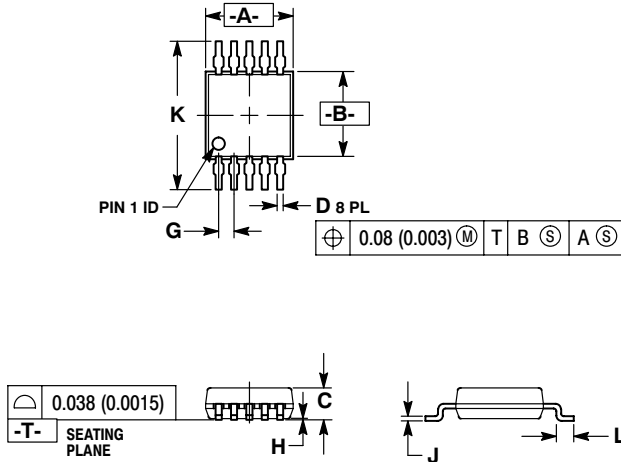 -A-
K
-B-
PIN 1 ID
D 8 PL
G
⌖ 0.08 (0.003) Ⓜ T B Ⓢ A Ⓢ
⌓ 0.038 (0.0015)
-T- SEATING
PLANE
C
H
J
L